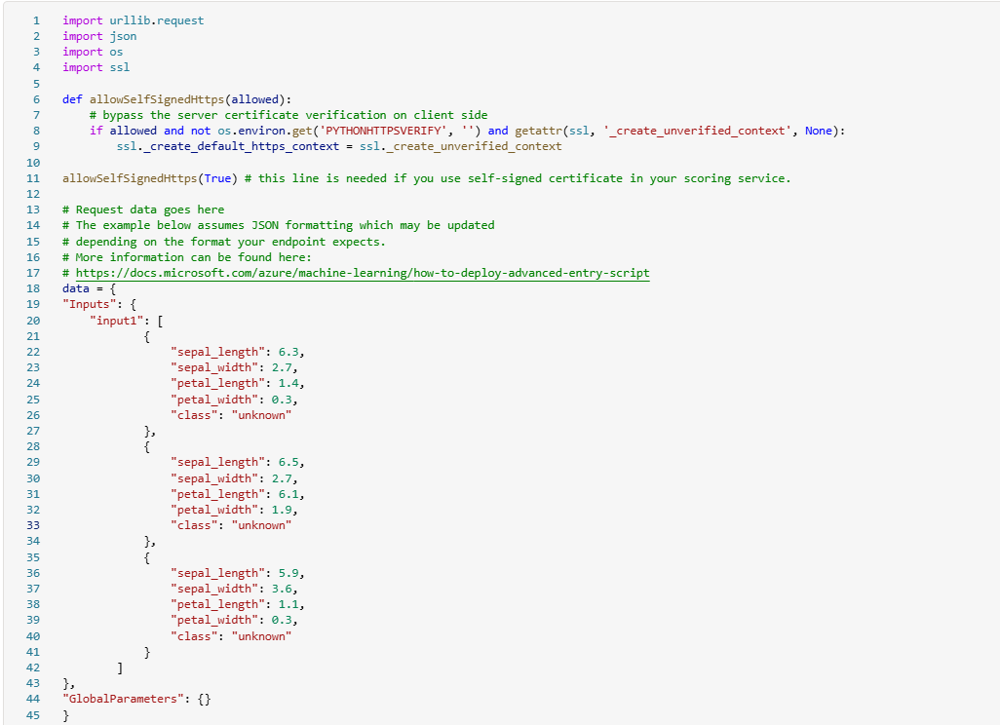 1 import urllib.request
2 import json
3 import os
4 import ssl
5
6 def allowSelfSignedHttps(allowed):
7     # bypass the server certificate verification on client side
8     if allowed and not os.environ.get('PYTHONHTTPSVERIFY', '') and getattr(ssl, '_create_unverified_context', None):
9         ssl._create_default_https_context = ssl._create_unverified_context
10
11 allowSelfSignedHttps(True) # this line is needed if you use self-signed certificate in your scoring service.
12
13 # Request data goes here
14 # The example below assumes JSON formatting which may be updated
15 # depending on the format your endpoint expects.
16 # More information can be found here:
17 # https://docs.microsoft.com/azure/machine-learning/how-to-deploy-advanced-entry-script
18 data = {
19 "Inputs": {
20     "input1": [
21             {
22                 "sepal_length": 6.3,
23                 "sepal_width": 2.7,
24                 "petal_length": 1.4,
25                 "petal_width": 0.3,
26                 "class": "unknown"
27             },
28             {
29                 "sepal_length": 6.5,
30                 "sepal_width": 2.7,
31                 "petal_length": 6.1,
32                 "petal_width": 1.9,
33                 "class": "unknown"
34             },
35             {
36                 "sepal_length": 5.9,
37                 "sepal_width": 3.6,
38                 "petal_length": 1.1,
39                 "petal_width": 0.3,
40                 "class": "unknown"
41             }
42         ]
43 },
44 "GlobalParameters": {}
45 }